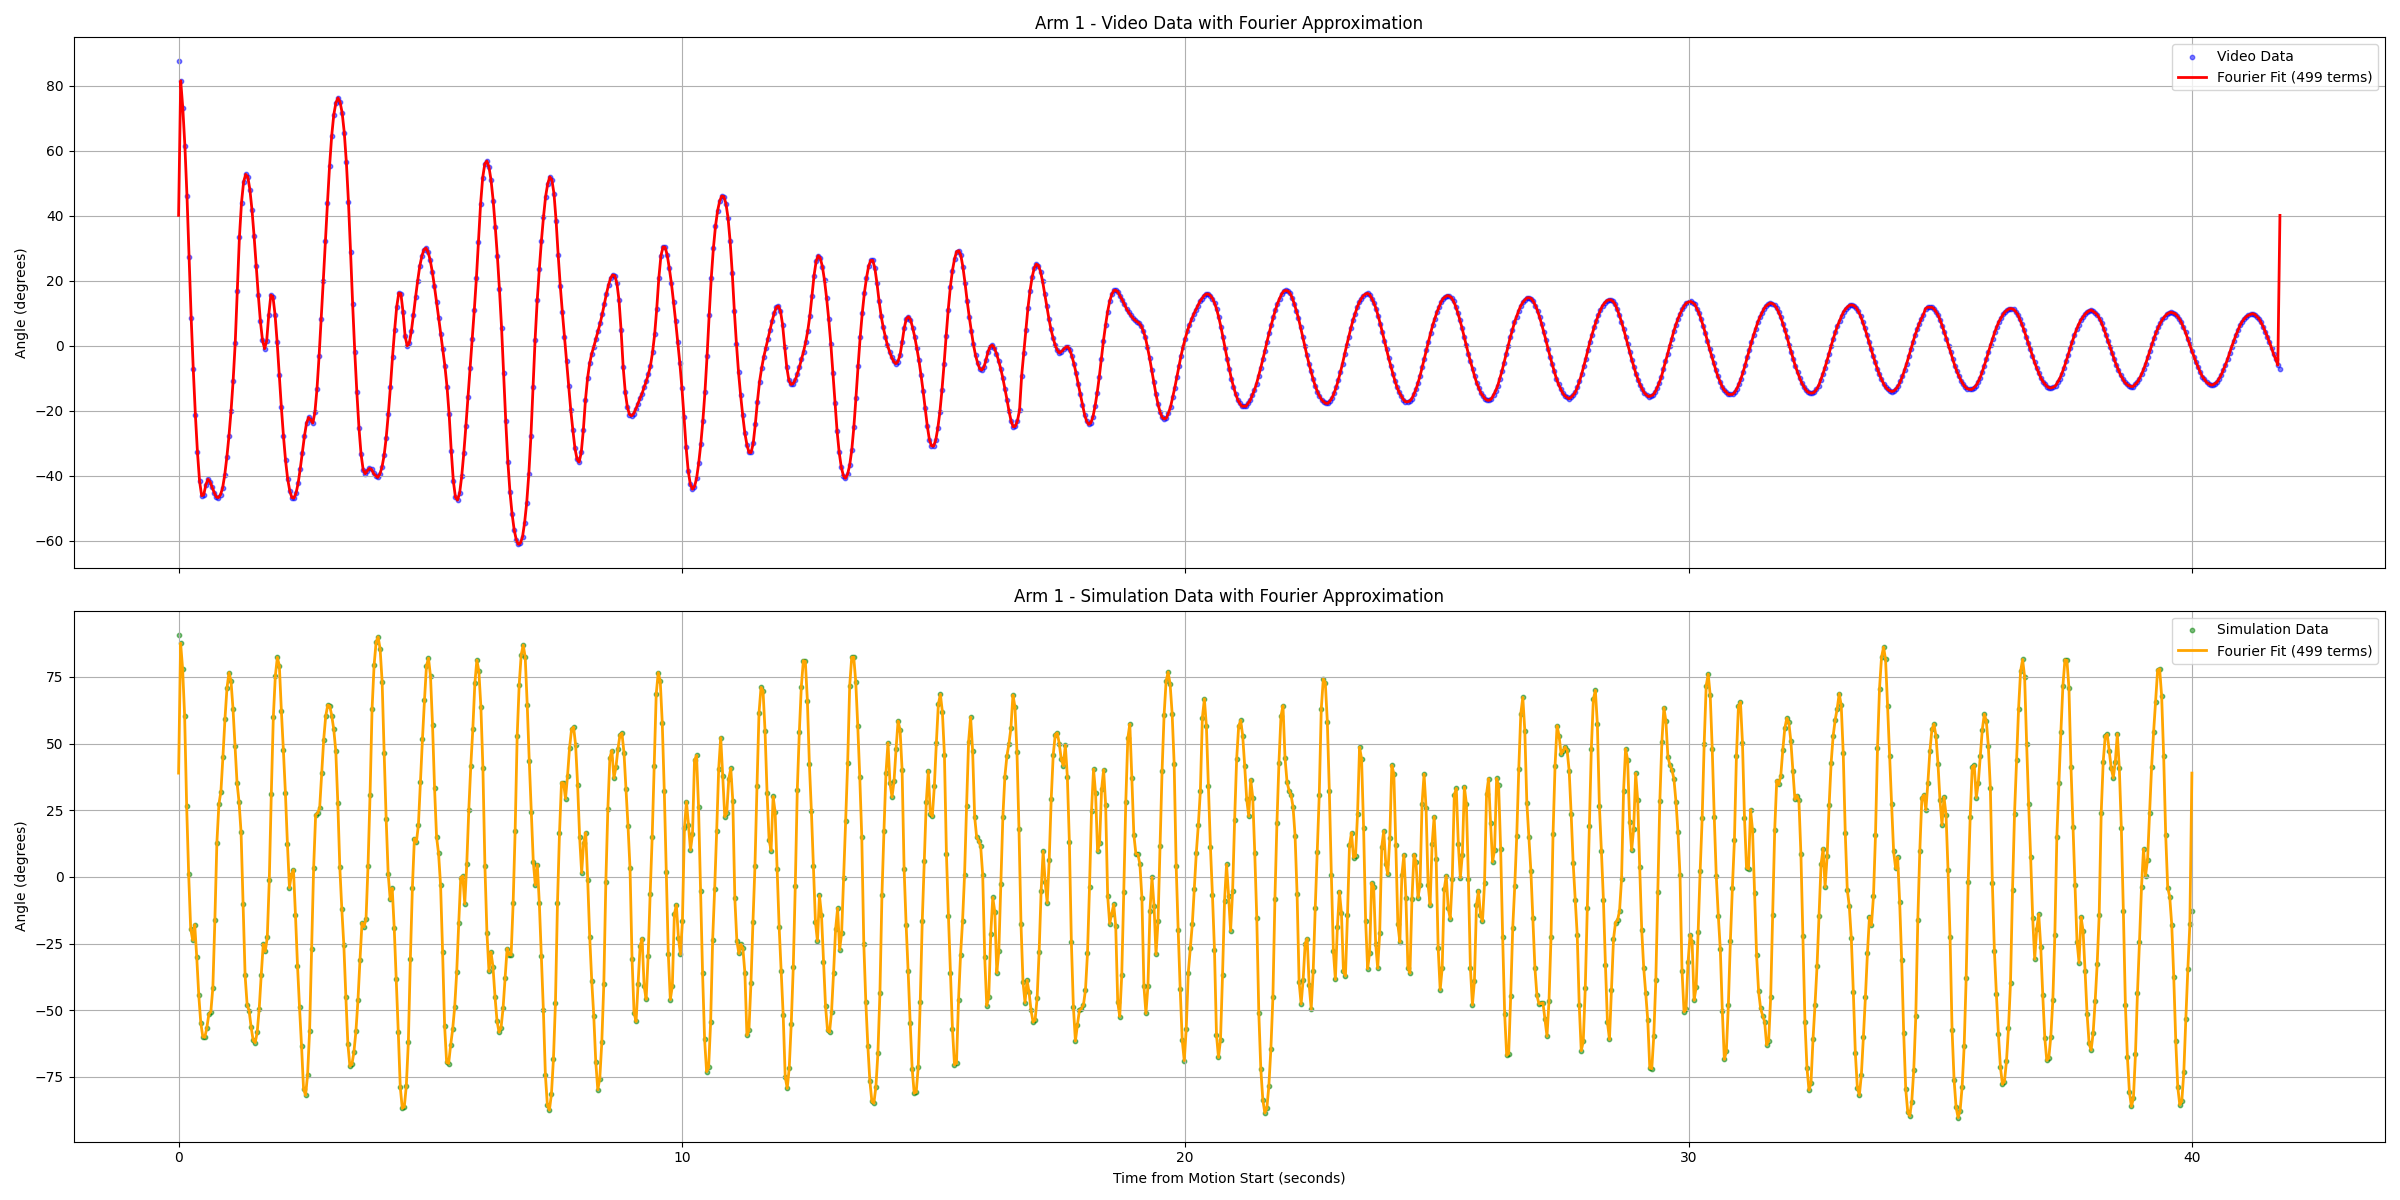 Arm 1 - Video Data with Fourier Approximation
Video Data
Fourier Fit (499 terms)
Angle (degrees)
80
60
40
20
0
−20
−40
−60
Arm 1 - Simulation Data with Fourier Approximation
Simulation Data
Fourier Fit (499 terms)
Angle (degrees)
75
50
25
0
−25
−50
−75
0 10 20 30 40
Time from Motion Start (seconds)